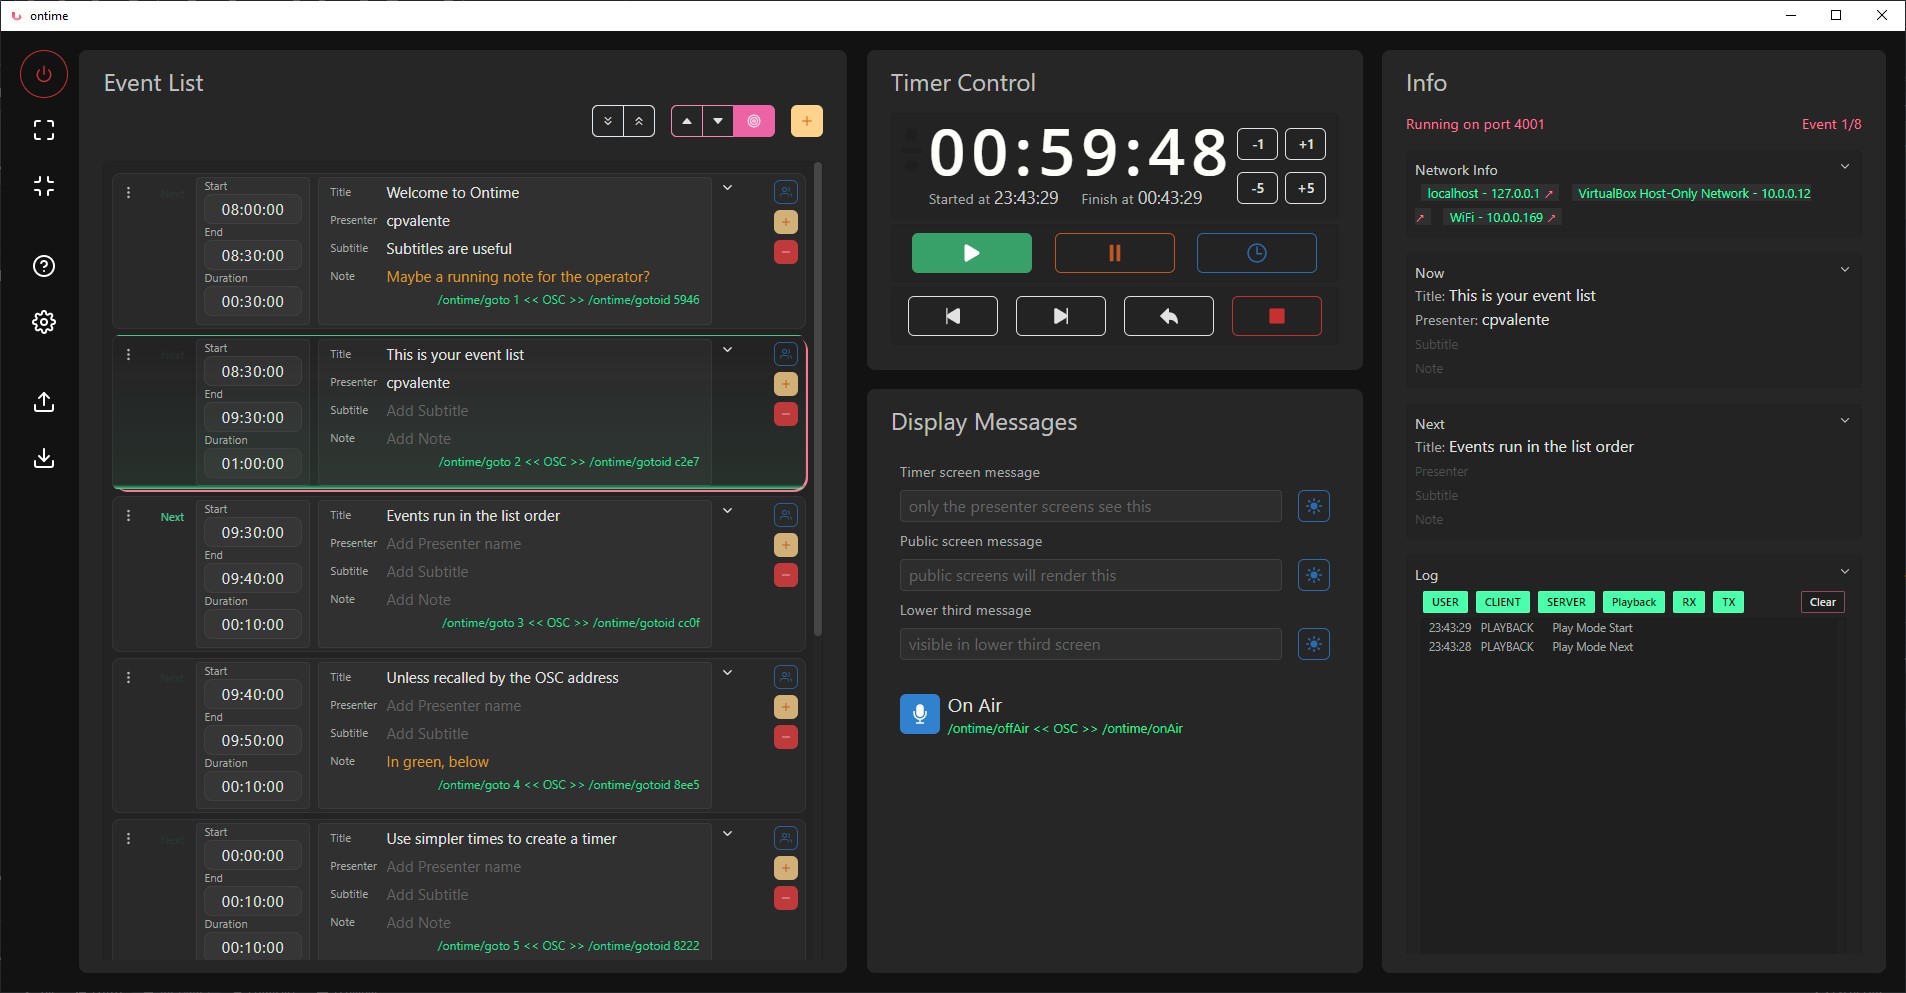 ontime
Event List
Start
08:00:00
End
08:30:00
Duration
00:30:00
Title Welcome to Ontime
Presenter cpvalente
Subtitle Subtitles are useful
Note Maybe a running note for the operator?
/ontime/goto 1 << OSC >> /ontime/gotoid 5946
Next
Start
08:30:00
End
09:30:00
Duration
01:00:00
Title This is your event list
Presenter cpvalente
Subtitle Add Subtitle
Note Add Note
/ontime/goto 2 << OSC >> /ontime/gotoid c2e7
Next
Next
Start
09:30:00
End
09:40:00
Duration
00:10:00
Title Events run in the list order
Presenter Add Presenter name
Subtitle Add Subtitle
Note Add Note
/ontime/goto 3 << OSC >> /ontime/gotoid cc0f
Start
09:40:00
End
09:50:00
Duration
00:10:00
Title Unless recalled by the OSC address
Presenter Add Presenter name
Subtitle Add Subtitle
Note In green, below
/ontime/goto 4 << OSC >> /ontime/gotoid 8ee5
Next
Start
00:00:00
End
00:10:00
Duration
00:10:00
Title Use simpler times to create a timer
Presenter Add Presenter name
Subtitle Add Subtitle
Note Add Note
/ontime/goto 5 << OSC >> /ontime/gotoid 8222
Next
Timer Control
00:59:48
-1 +1
-5 +5
Started at 23:43:29 Finish at 00:43:29
Display Messages
Timer screen message
only the presenter screens see this
Public screen message
public screens will render this
Lower third message
visible in lower third screen
On Air
/ontime/offAir << OSC >> /ontime/onAir
Info
Running on port 4001 Event 1/8
Network Info
localhost - 127.0.0.1 VirtualBox Host-Only Network - 10.0.0.12
WiFi - 10.0.0.169
Now
Title: This is your event list
Presenter: cpvalente
Subtitle
Note
Next
Title: Events run in the list order
Presenter
Subtitle
Note
Log
USER CLIENT SERVER Playback RX TX Clear
23:43:29 PLAYBACK Play Mode Start
23:43:28 PLAYBACK Play Mode Next